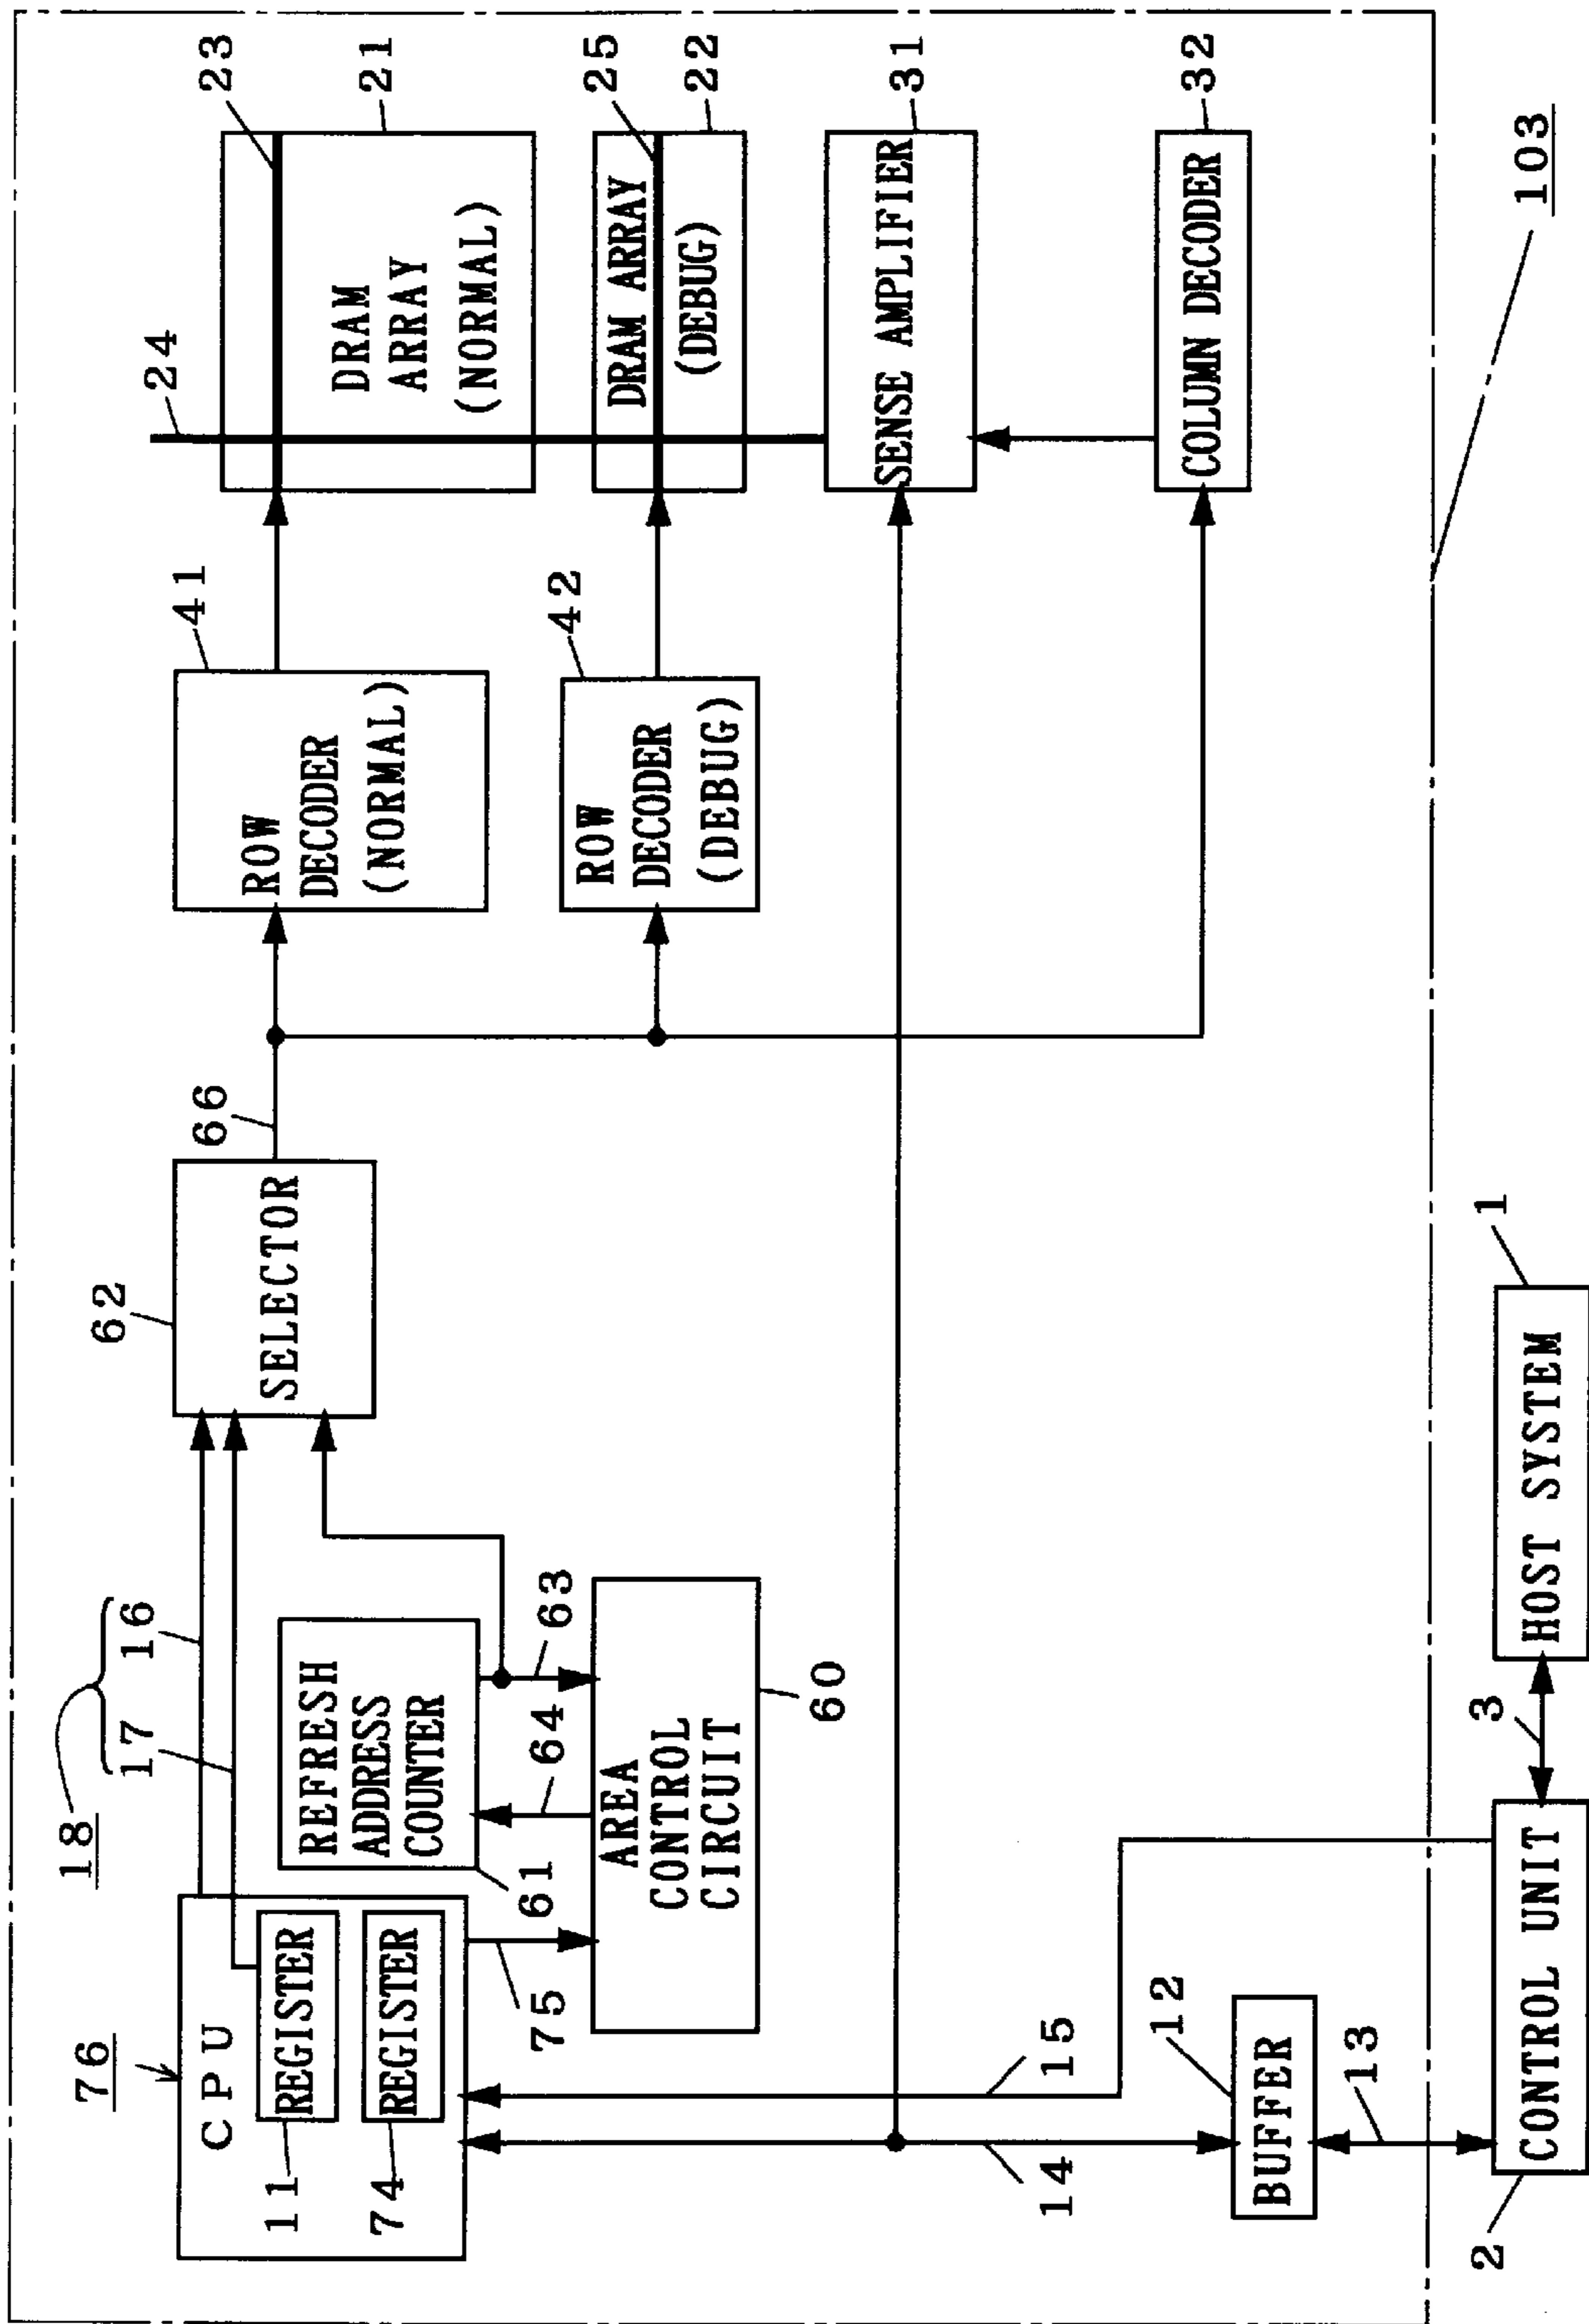 103
18
17 16
76
CPU
11
REGISTER
74
REGISTER
75
61
REFRESH
ADDRESS
COUNTER
64
63
AREA
CONTROL
CIRCUIT
60
62
SELECTOR
66
41
ROW
DECODER
(NORMAL)
42
ROW
DECODER
(DEBUG)
24
23
DRAM
ARRAY
(NORMAL)
21
25
DRAM ARRAY
(DEBUG)
22
SENSE AMPLIFIER
31
COLUMN DECODER
32
14
15
12
BUFFER
13
2
CONTROL UNIT
3
HOST SYSTEM
1